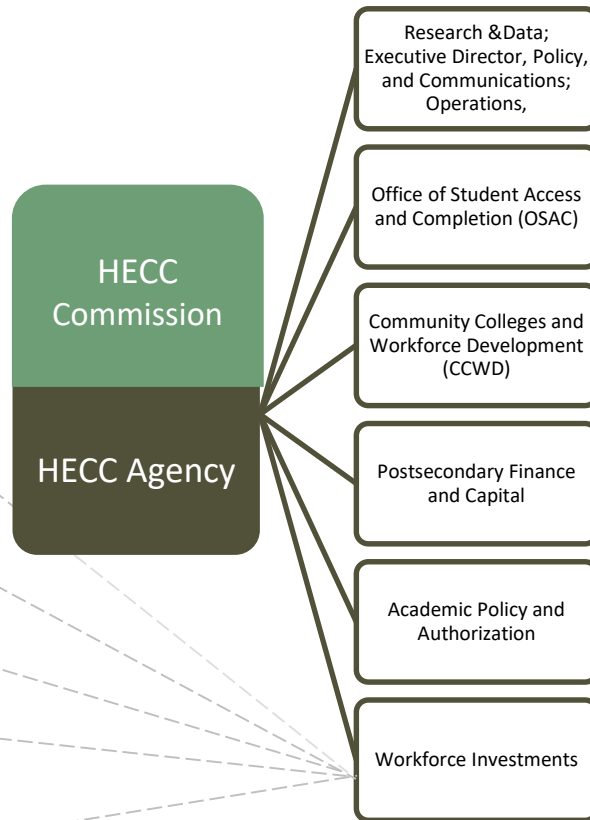 HECC
Commission
HECC Agency
Research &Data;
Executive Director, Policy,
and Communications;
Operations,
Office of Student Access
and Completion (OSAC)
Community Colleges and
Workforce Development
(CCWD)
Postsecondary Finance
and Capital
Academic Policy and
Authorization
Workforce Investments